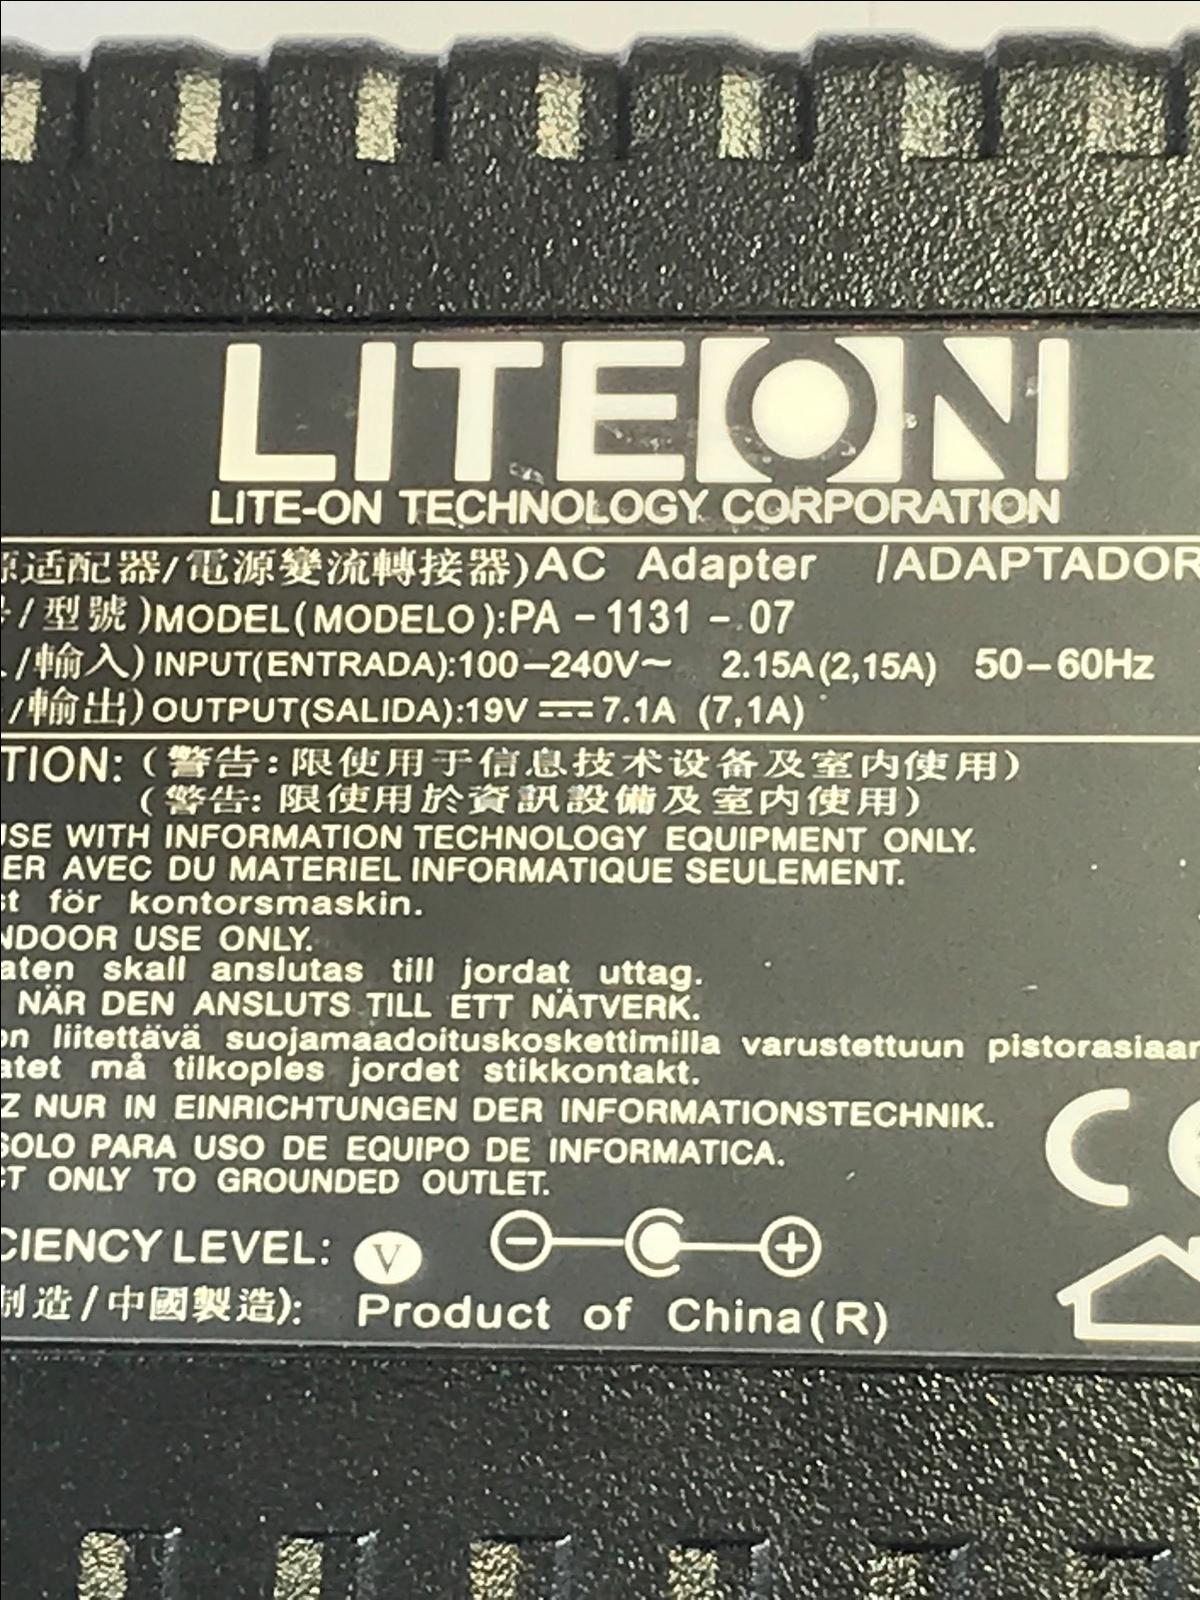 LITEON
LITE-ON TECHNOLOGY CORPORATION
源适配器/電源變流轉接器)AC Adapter /ADAPTADOR
/型號)MODEL(MODELO):PA-1131-07
/輸入)INPUT(ENTRADA):100-240V~ 2.15A(2,15A) 50-60Hz
/輸出)OUTPUT(SALIDA):19V ⎓ 7.1A (7,1A)
TION: (警告:限使用于信息技术设备及室内使用)
(警告:限使用於資訊設備及室内使用)
USE WITH INFORMATION TECHNOLOGY EQUIPMENT ONLY.
ER AVEC DU MATERIEL INFORMATIQUE SEULEMENT.
st för kontorsmaskin.
NDOOR USE ONLY.
aten skall anslutas till jordat uttag.
NÄR DEN ANSLUTS TILL ETT NÄTVERK.
on liitettävä suojamaadoituskoskettimilla varustettuun pistorasiaan
atet må tilkoples jordet stikkontakt.
Z NUR IN EINRICHTUNGEN DER INFORMATIONSTECHNIK.
SOLO PARA USO DE EQUIPO DE INFORMATICA.
CT ONLY TO GROUNDED OUTLET.
CE
CIENCY LEVEL: V
制造/中國製造): Product of China(R)